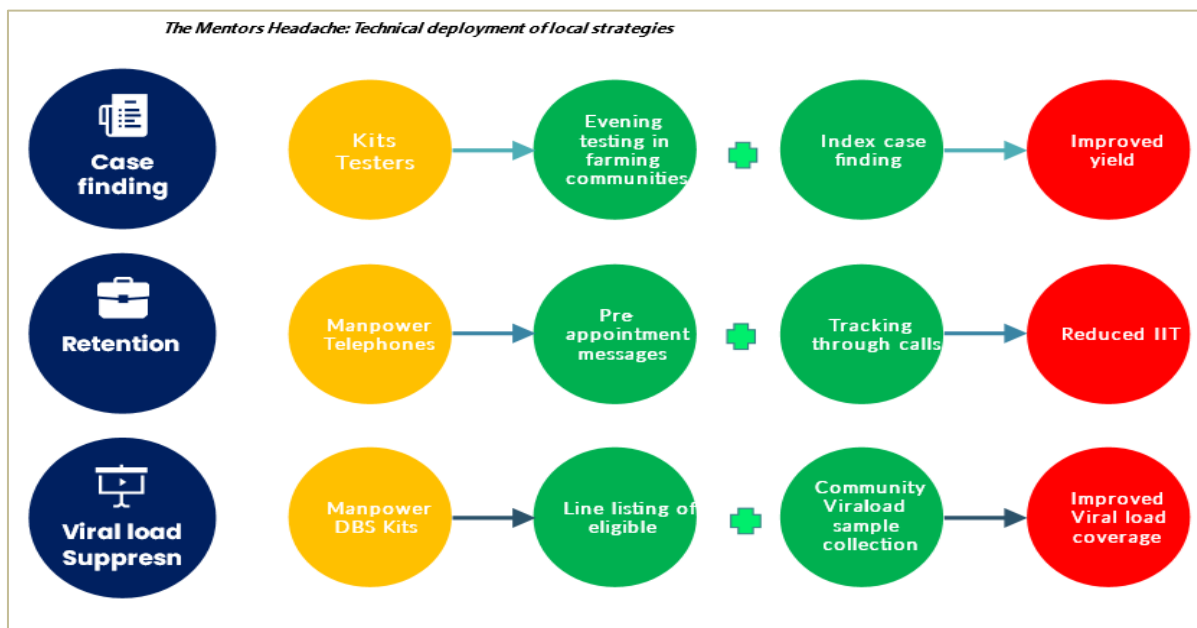 The Mentors Headache: Technical deployment of local strategies
Case
finding
Kits
Testers
Evening
testing in
farming
communities
Index case
finding
Improved
yield
Retention
Manpower
Telephones
Pre
appointment
messages
Tracking
through calls
Reduced IIT
Viral load
Suppresn
Manpower
DBS Kits
Line listing of
eligible
Community
Viraload
sample
collection
Improved
Viral load
coverage